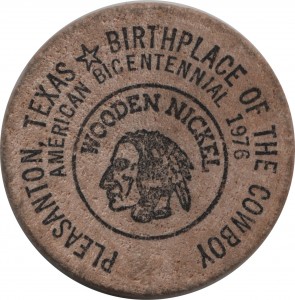 PLEASANTON, TEXAS ☆ BIRTHPLACE OF THE COWBOY
AMERICAN BICENTENNIAL 1976
WOODEN NICKEL